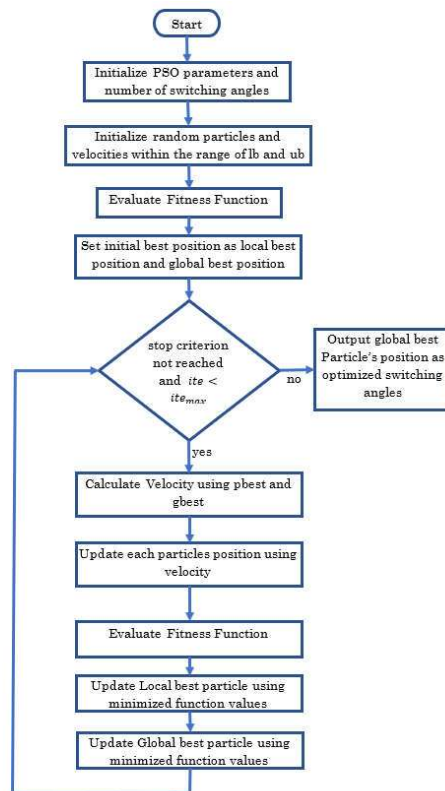 Start
Initialize PSO parameters and
number of switching angles
Initialize random particles and
velocities within the range of lb and ub
Evaluate Fitness Function
Set initial best position as local best
position and global best position
stop criterion
not reached
and ite <
ite_max
no
Output global best
Particle's position as
optimized switching
angles
yes
Calculate Velocity using pbest and
gbest
Update each particles position using
velocity
Evaluate Fitness Function
Update Local best particle using
minimized function values
Update Global best particle using
minimized function values